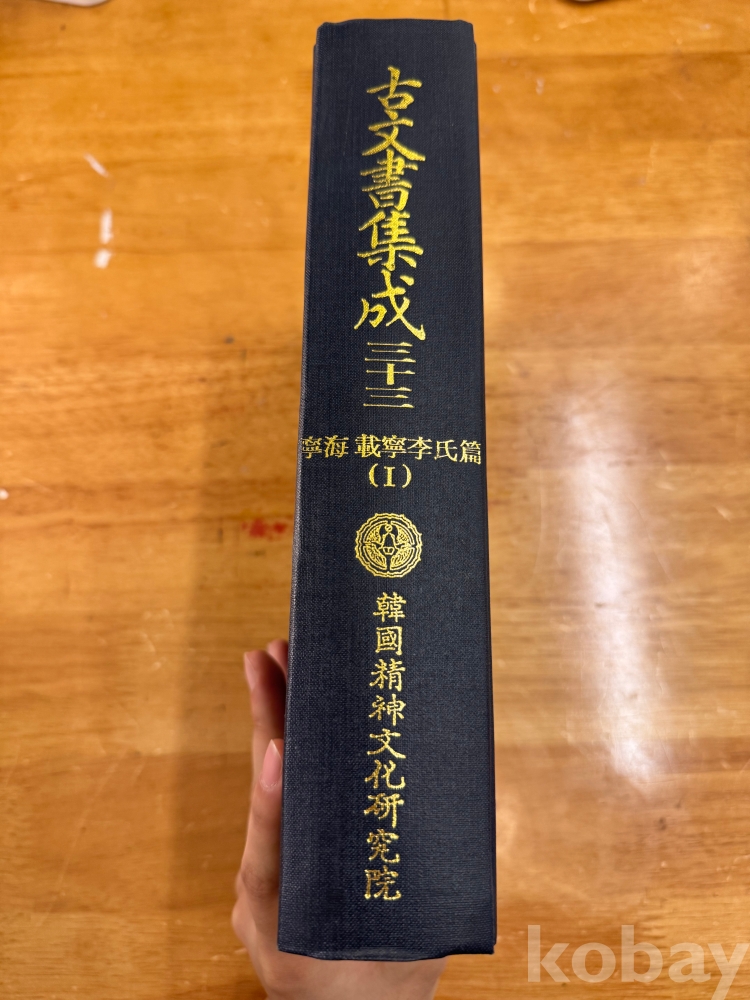 古文書集成
三十三
寧海 載寧李氏篇
(I)
韓國精神文化研究院
kobay